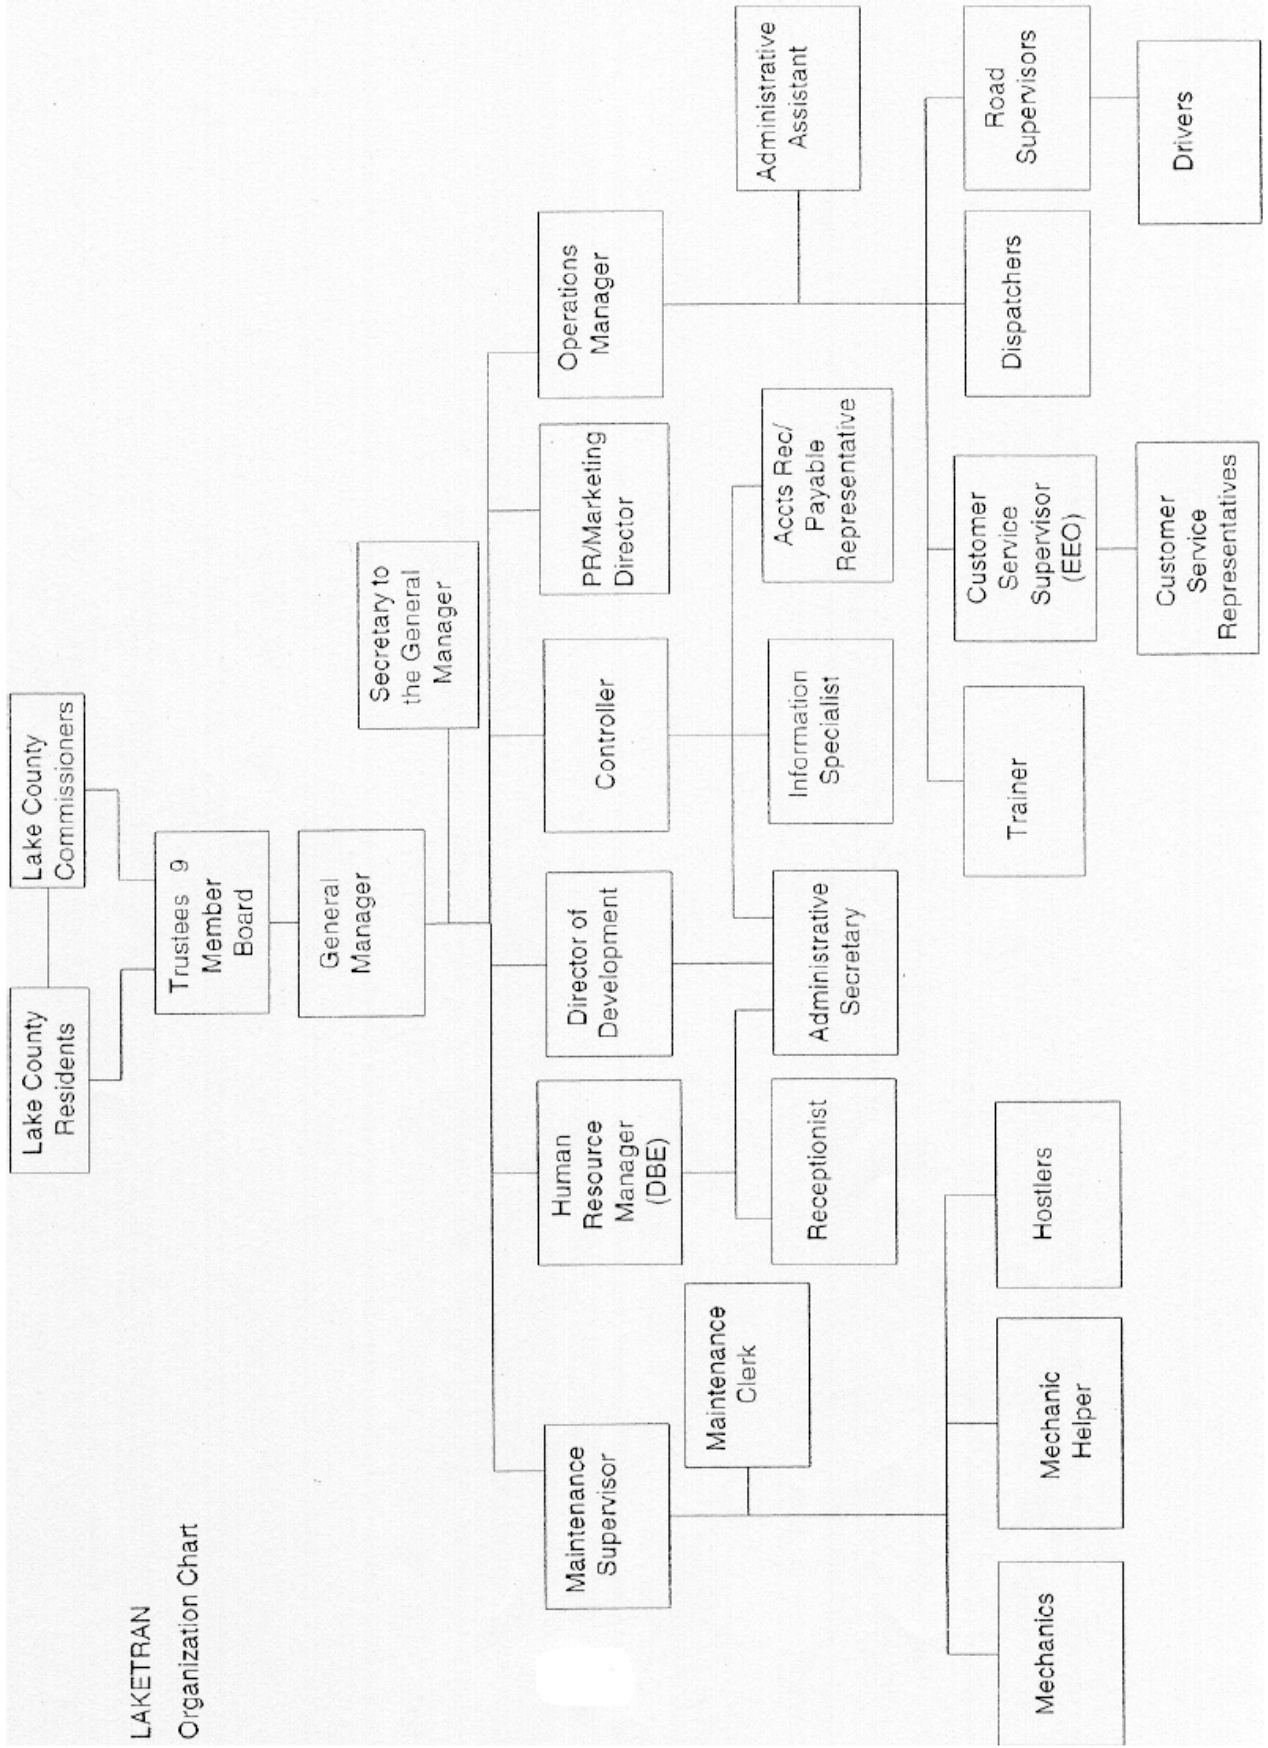 LAKETRAN
Organization Chart
Lake County
Residents
Lake County
Commissioners
Trustees 9
Member
Board
General
Manager
Secretary to
the General
Manager
Maintenance
Supervisor
Human
Resource
Manager
(DBE)
Director of
Development
Controller
PR/Marketing
Director
Operations
Manager
Maintenance
Clerk
Administrative
Assistant
Receptionist
Administrative
Secretary
Information
Specialist
Accts Rec/
Payable
Representative
Mechanics
Mechanic
Helper
Hostlers
Trainer
Customer
Service
Supervisor
(EEO)
Dispatchers
Road
Supervisors
Customer
Service
Representatives
Drivers